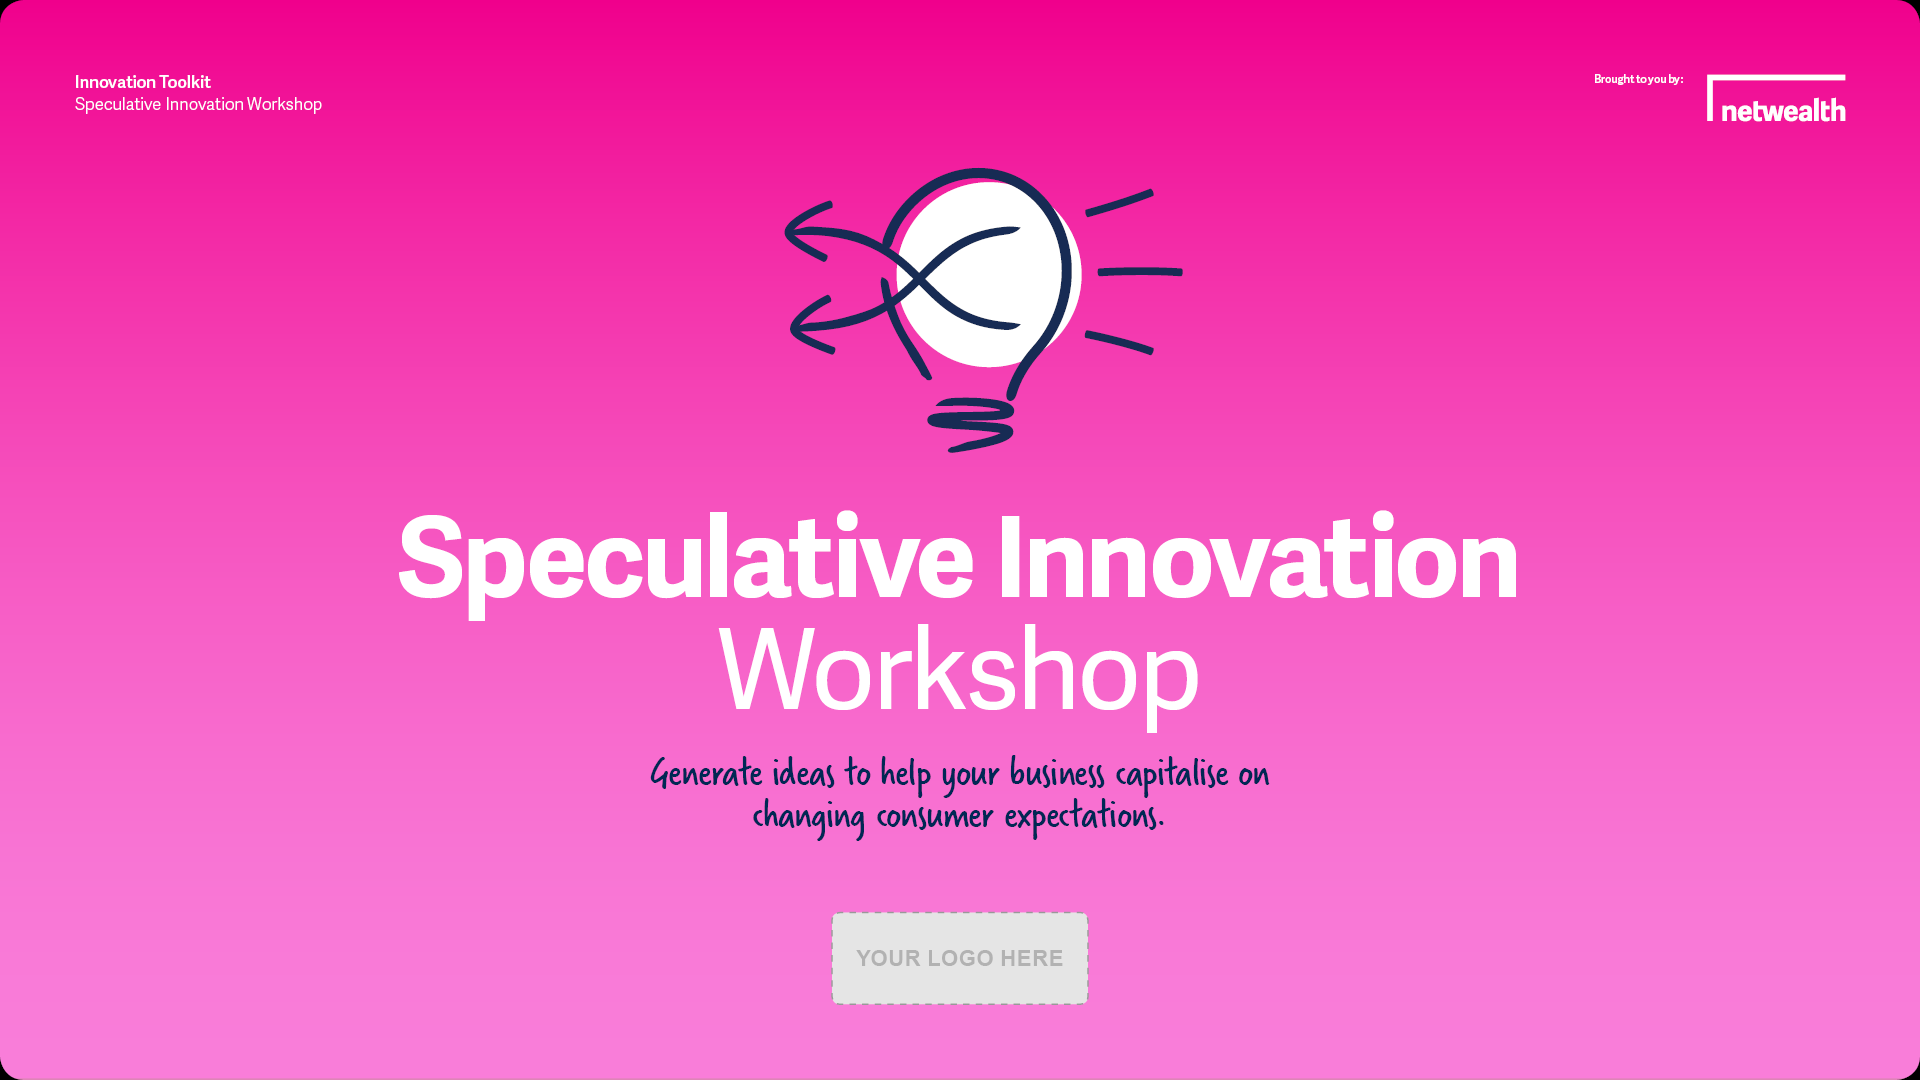 Innovation Toolkit
Speculative Innovation Workshop
Brought to you by:
netwealth
Speculative Innovation
Workshop
Generate ideas to help your business capitalise on
changing consumer expectations.
YOUR LOGO HERE